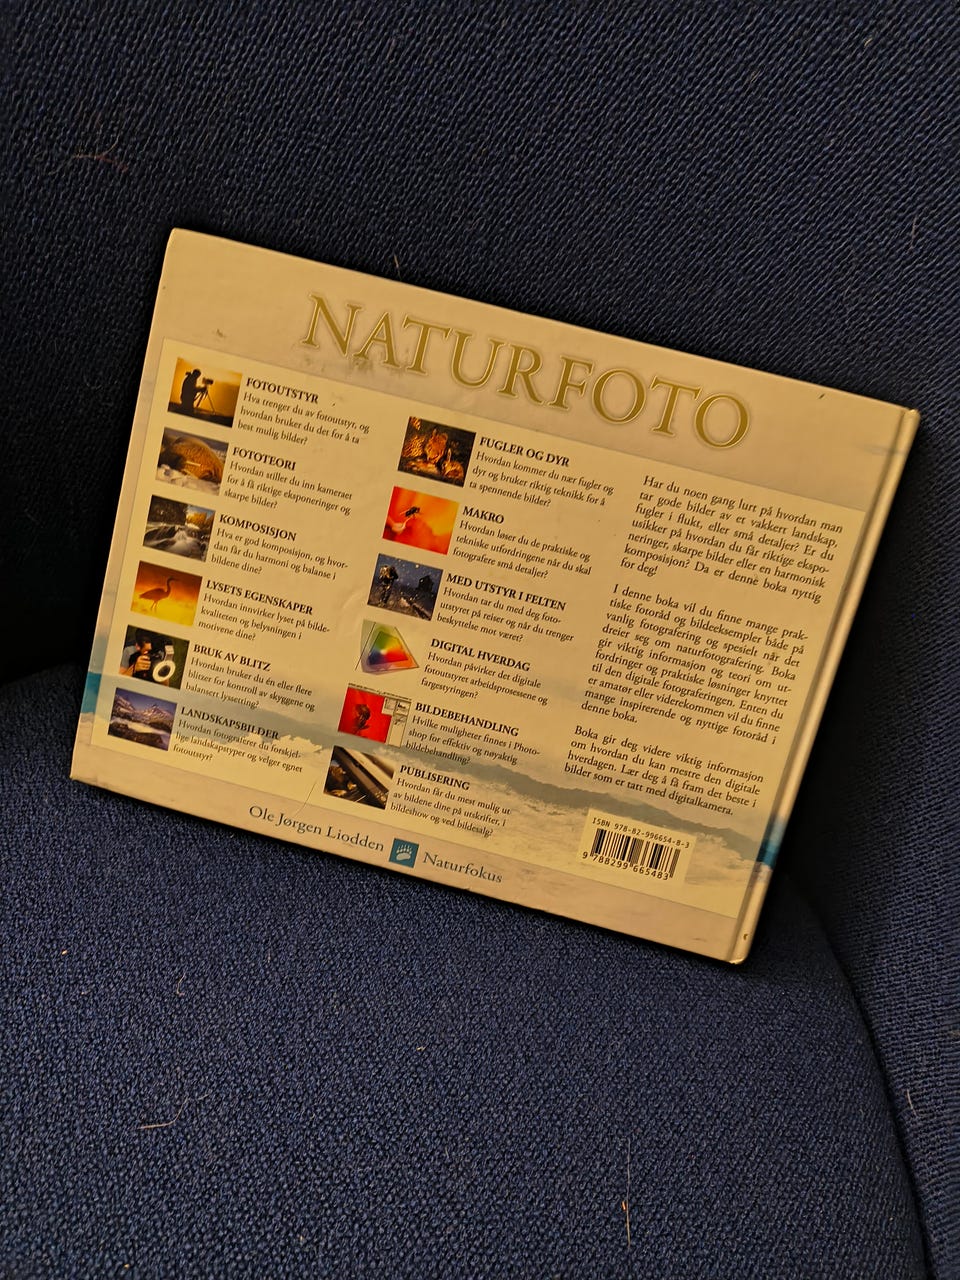 NATURFOTO
FOTOUTSTYR
Hva trenger du av fotoutstyr, og
hvordan bruker du det for å ta
best mulig bilder?
FOTOTEORI
Hvordan stiller du inn kameraet
for å få riktige eksponeringer og
skarpe bilder?
KOMPOSISJON
Hva er god komposisjon, og hvor-
dan får du harmoni og balanse i
bildene dine?
LYSETS EGENSKAPER
Hvordan innvirker lyset på bilde-
kvaliteten og belysningen i
motivene dine?
BRUK AV BLITZ
Hvordan bruker du én eller flere
blitzer for kontroll av skyggene og
balansert lyssetting?
LANDSKAPSBILDER
Hvordan fotograferer du forskjel-
lige landskapstyper og velger egnet
fotoutstyr?
FUGLER OG DYR
Hvordan kommer du nær fugler og
dyr og bruker riktig teknikk for å
ta spennende bilder?
MAKRO
Hvordan løser du de praktiske og
tekniske utfordringene når du skal
fotografere små detaljer?
MED UTSTYR I FELTEN
Hvordan tar du med deg foto-
utstyret på reiser og når du trenger
beskyttelse mot været?
DIGITAL HVERDAG
Hvordan påvirker det digitale
fotoutstyret arbeidsprosessene og
fargestyringen?
BILDEBEHANDLING
Hvilke muligheter finnes i Photo-
shop for effektiv og nøyaktig
bildebehandling?
PUBLISERING
Hvordan får du mest mulig ut
av bildene dine på utskrifter, i
bildeshow og ved bildesalg?
Har du noen gang lurt på hvordan man
tar gode bilder av et vakkert landskap,
fugler i flukt, eller små detaljer? Er du
usikker på hvordan du får riktige ekspo-
neringer, skarpe bilder eller en harmonisk
komposisjon? Da er denne boka nyttig
for deg!
I denne boka vil du finne mange prak-
tiske fotoråd og bildeeksempler både på
vanlig fotografering og spesielt når det
dreier seg om naturfotografering. Boka
gir viktig informasjon og teori om ut-
fordringer og praktiske løsninger knyttet
til den digitale fotograferingen. Enten du
er amatør eller viderekommen vil du finne
mange inspirerende og nyttige fotoråd i
denne boka.
Boka gir deg videre viktig informasjon
om hvordan du kan mestre den digitale
hverdagen. Lær deg å få fram det beste i
bilder som er tatt med digitalkamera.
ISBN 978-82-996654-8-3
9 788299 665483
Ole Jørgen Liodden Naturfokus